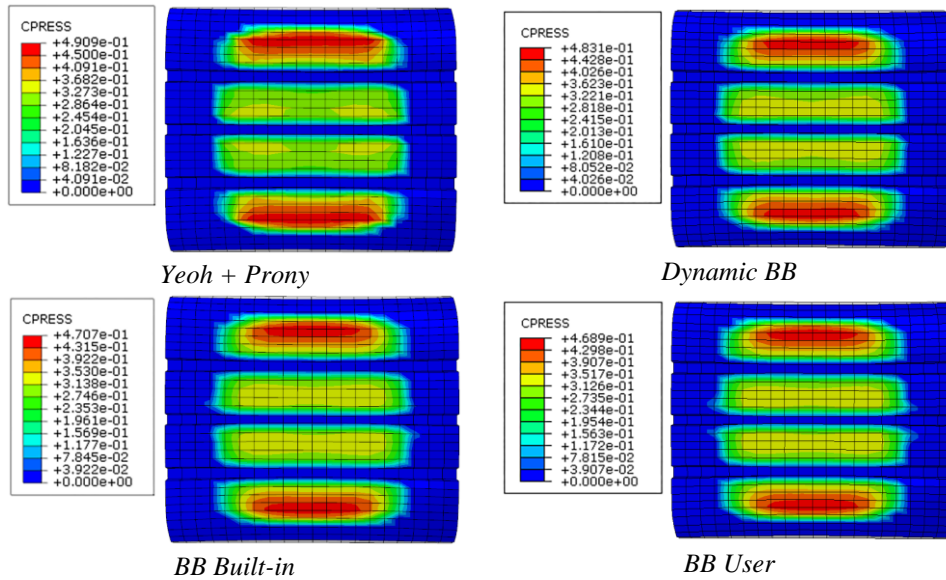 CPRESS
+4.909e-01
+4.500e-01
+4.091e-01
+3.682e-01
+3.273e-01
+2.864e-01
+2.454e-01
+2.045e-01
+1.636e-01
+1.227e-01
+8.182e-02
+4.091e-02
+0.000e+00
Yeoh + Prony
CPRESS
+4.831e-01
+4.428e-01
+4.026e-01
+3.623e-01
+3.221e-01
+2.818e-01
+2.415e-01
+2.013e-01
+1.610e-01
+1.208e-01
+8.052e-02
+4.026e-02
+0.000e+00
Dynamic BB
CPRESS
+4.707e-01
+4.315e-01
+3.922e-01
+3.530e-01
+3.138e-01
+2.746e-01
+2.353e-01
+1.961e-01
+1.569e-01
+1.177e-01
+7.845e-02
+3.922e-02
+0.000e+00
BB Built-in
CPRESS
+4.689e-01
+4.298e-01
+3.907e-01
+3.517e-01
+3.126e-01
+2.735e-01
+2.344e-01
+1.954e-01
+1.563e-01
+1.172e-01
+7.815e-02
+3.907e-02
+0.000e+00
BB User